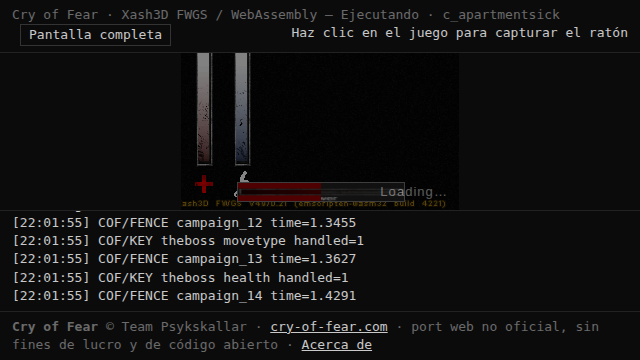 Cry of Fear · Xash3D FWGS / WebAssembly — Ejecutando · c_apartmentsick
Pantalla completa
Haz clic en el juego para capturar el ratón
Loading...
[22:01:55] COF/FENCE campaign_12 time=1.3455
[22:01:55] COF/KEY theboss movetype handled=1
[22:01:55] COF/FENCE campaign_13 time=1.3627
[22:01:55] COF/KEY theboss health handled=1
[22:01:55] COF/FENCE campaign_14 time=1.4291
Cry of Fear © Team Psykskallar · cry-of-fear.com · port web no oficial, sin
fines de lucro y de código abierto · Acerca de